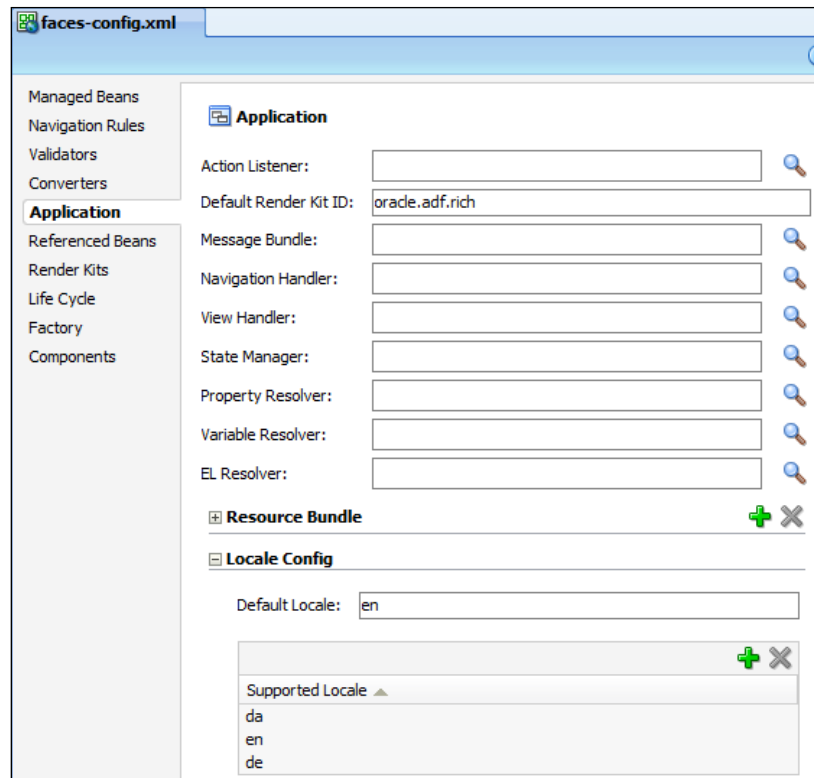 faces-config.xml
Managed Beans
Navigation Rules
Validators
Converters
Application
Referenced Beans
Render Kits
Life Cycle
Factory
Components
Application
Action Listener:
Default Render Kit ID: oracle.adf.rich
Message Bundle:
Navigation Handler:
View Handler:
State Manager:
Property Resolver:
Variable Resolver:
EL Resolver:
Resource Bundle
Locale Config
Default Locale: en
Supported Locale
da
en
de